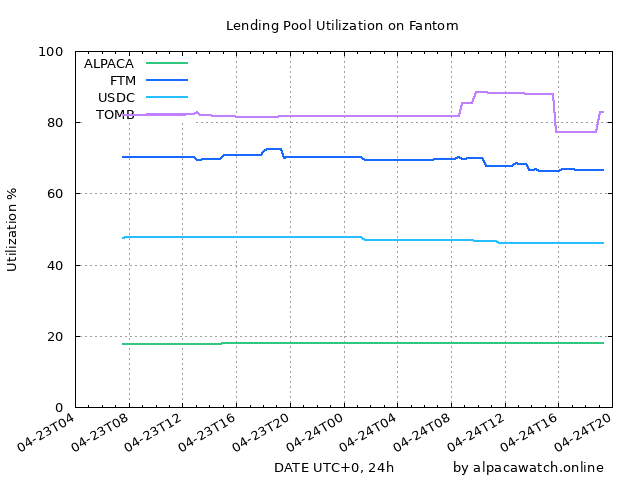 Lending Pool Utilization on Fantom
100
80
60
40
20
0
Utilization %
ALPACA
FTM
USDC
TOMB
04-23T04
04-23T08
04-23T12
04-23T16
04-23T20
04-24T00
04-24T04
04-24T08
04-24T12
04-24T16
04-24T20
DATE UTC+0, 24h
by alpacawatch.online